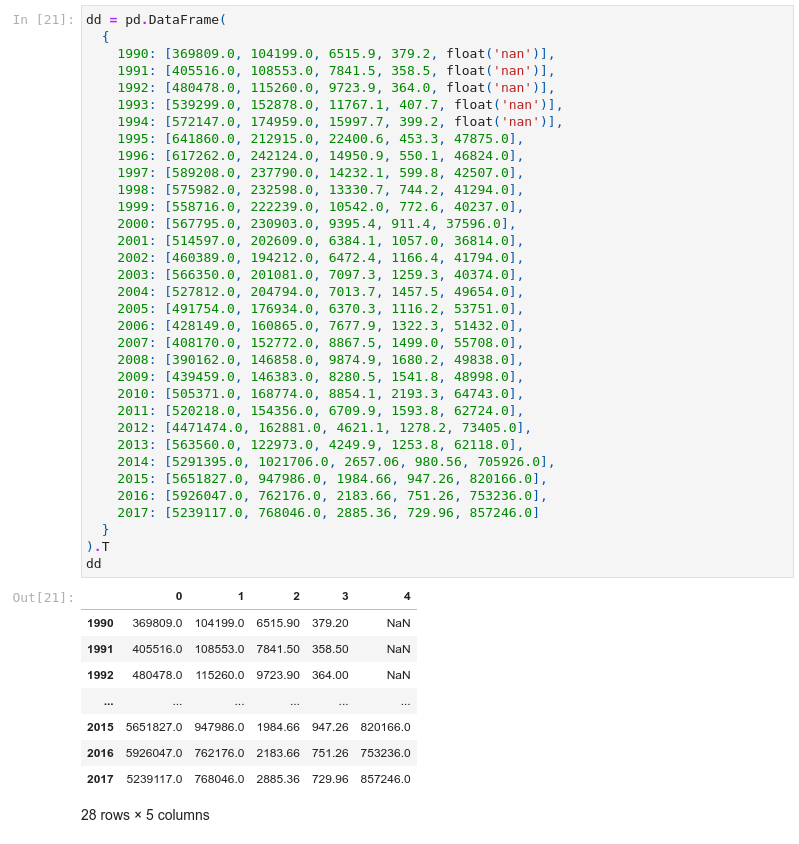 In [21]: dd = pd.DataFrame(
{
1990: [369809.0, 104199.0, 6515.9, 379.2, float('nan')],
1991: [405516.0, 108553.0, 7841.5, 358.5, float('nan')],
1992: [480478.0, 115260.0, 9723.9, 364.0, float('nan')],
1993: [539299.0, 152878.0, 11767.1, 407.7, float('nan')],
1994: [572147.0, 174959.0, 15997.7, 399.2, float('nan')],
1995: [641860.0, 212915.0, 22400.6, 453.3, 47875.0],
1996: [617262.0, 242124.0, 14950.9, 550.1, 46824.0],
1997: [589208.0, 237790.0, 14232.1, 599.8, 42507.0],
1998: [575982.0, 232598.0, 13330.7, 744.2, 41294.0],
1999: [558716.0, 222239.0, 10542.0, 772.6, 40237.0],
2000: [567795.0, 230903.0, 9395.4, 911.4, 37596.0],
2001: [514597.0, 202609.0, 6384.1, 1057.0, 36814.0],
2002: [460389.0, 194212.0, 6472.4, 1166.4, 41794.0],
2003: [566350.0, 201081.0, 7097.3, 1259.3, 40374.0],
2004: [527812.0, 204794.0, 7013.7, 1457.5, 49654.0],
2005: [491754.0, 176934.0, 6370.3, 1116.2, 53751.0],
2006: [428149.0, 160865.0, 7677.9, 1322.3, 51432.0],
2007: [408170.0, 152772.0, 8867.5, 1499.0, 55708.0],
2008: [390162.0, 146858.0, 9874.9, 1680.2, 49838.0],
2009: [439459.0, 146383.0, 8280.5, 1541.8, 48998.0],
2010: [505371.0, 168774.0, 8854.1, 2193.3, 64743.0],
2011: [520218.0, 154356.0, 6709.9, 1593.8, 62724.0],
2012: [4471474.0, 162881.0, 4621.1, 1278.2, 73405.0],
2013: [563560.0, 122973.0, 4249.9, 1253.8, 62118.0],
2014: [5291395.0, 1021706.0, 2657.06, 980.56, 705926.0],
2015: [5651827.0, 947986.0, 1984.66, 947.26, 820166.0],
2016: [5926047.0, 762176.0, 2183.66, 751.26, 753236.0],
2017: [5239117.0, 768046.0, 2885.36, 729.96, 857246.0]
}
).T
dd
Out[21]: 0 1 2 3 4
1990 369809.0 104199.0 6515.90 379.20 NaN
1991 405516.0 108553.0 7841.50 358.50 NaN
1992 480478.0 115260.0 9723.90 364.00 NaN
... ... ... ... ... ...
2015 5651827.0 947986.0 1984.66 947.26 820166.0
2016 5926047.0 762176.0 2183.66 751.26 753236.0
2017 5239117.0 768046.0 2885.36 729.96 857246.0
28 rows × 5 columns